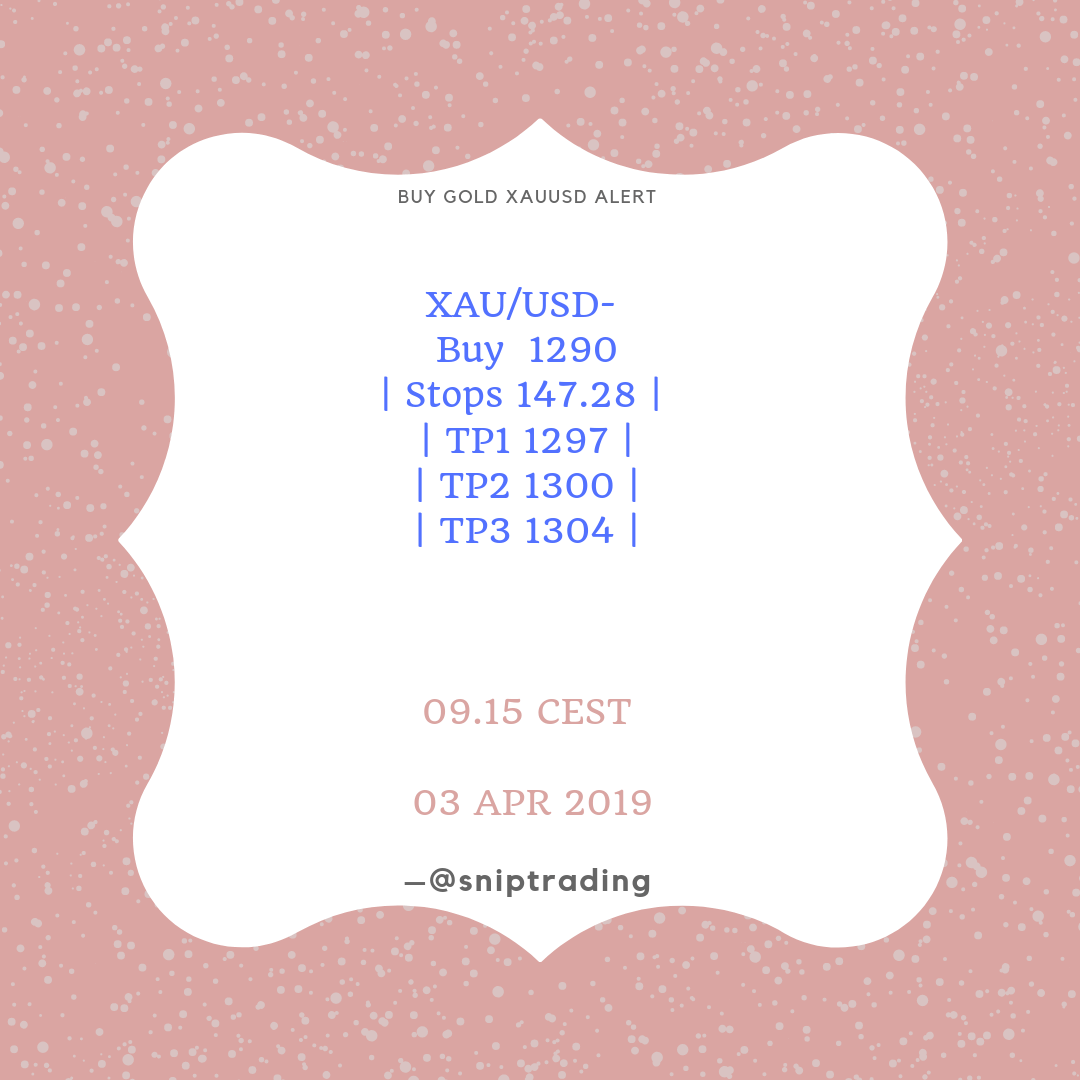 BUY GOLD XAUUSD ALERT
XAU/USD-
Buy  1290
| Stops 147.28 |
| TP1 1297 |
| TP2 1300 |
| TP3 1304 |
09.15 CEST
03 APR 2019
—@sniptrading